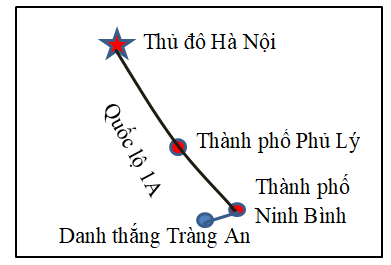 Thủ đô Hà Nội
Quốc lộ 1A
Thành phố Phủ Lý
Thành phố
Ninh Bình
Danh thắng Tràng An